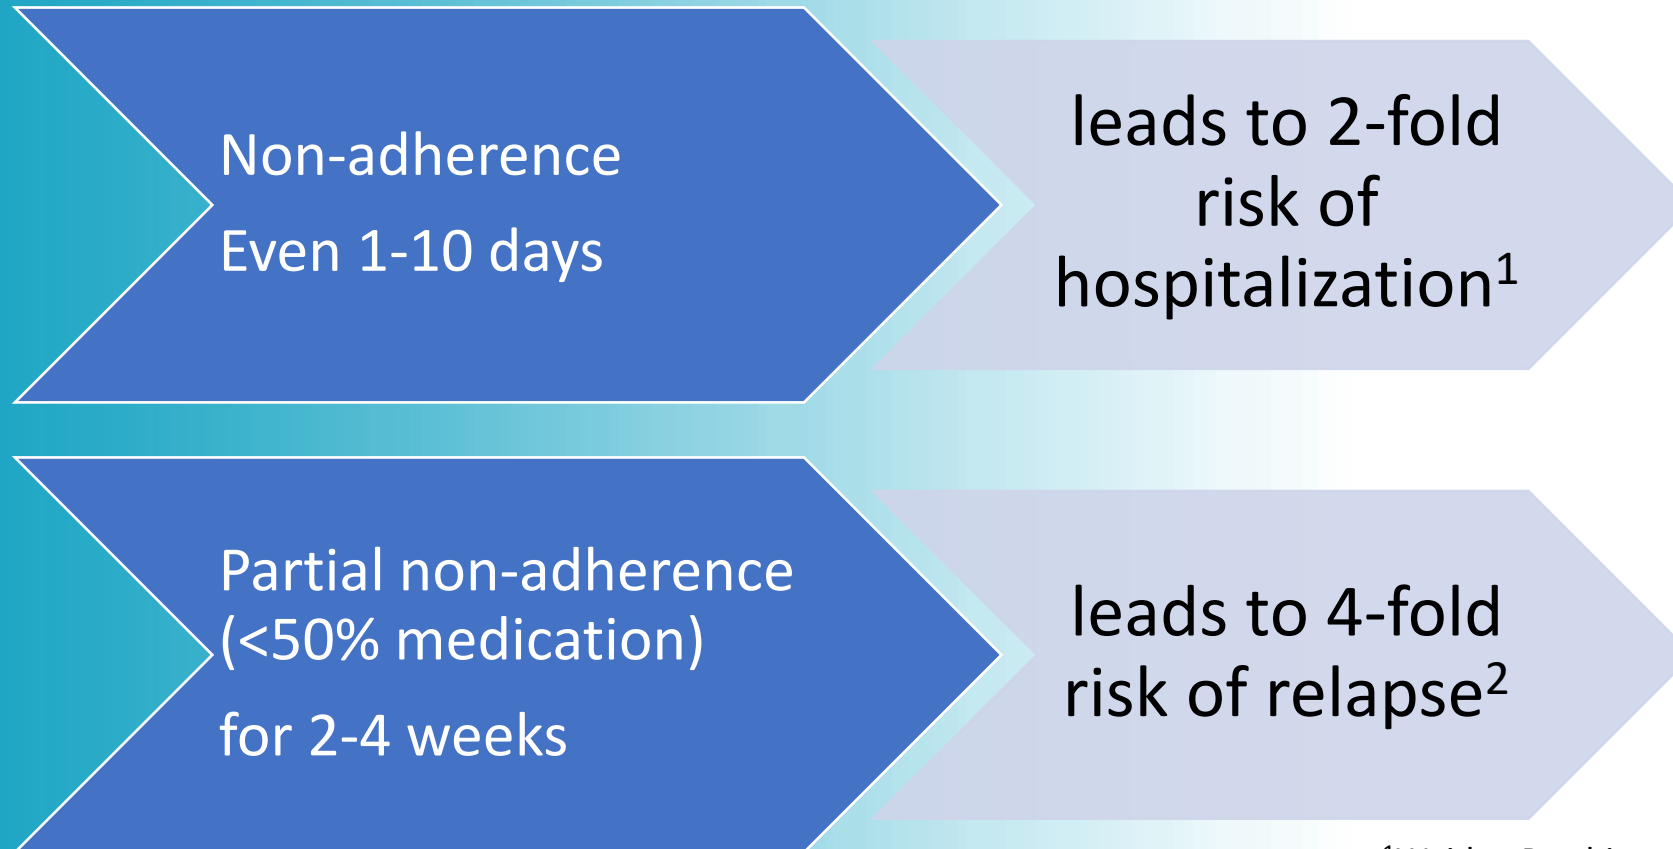 Non-adherence
Even 1-10 days
leads to 2-fold
risk of
hospitalization¹
Partial non-adherence
(<50% medication)
for 2-4 weeks
leads to 4-fold
risk of relapse²